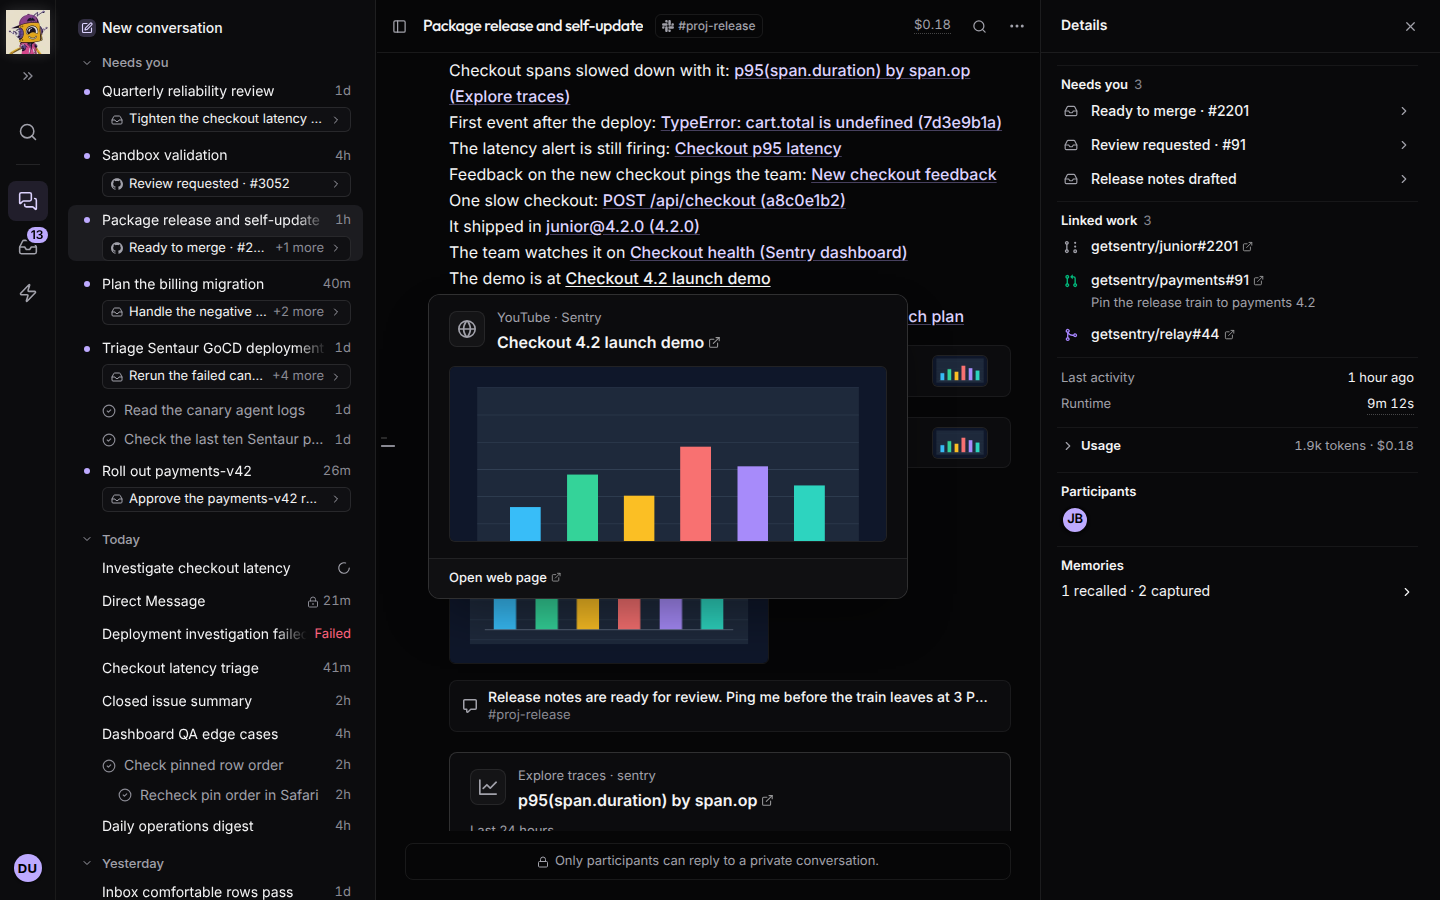 New conversation
Needs you
Quarterly reliability review 1d
Tighten the checkout latency ...
Sandbox validation 4h
Review requested · #3052
Package release and self-update 1h
Ready to merge · #2... +1 more
13
Plan the billing migration 40m
Handle the negative ... +2 more
Triage Sentaur GoCD deployment 1d
Rerun the failed can... +4 more
Read the canary agent logs 1d
Check the last ten Sentaur p... 1d
Roll out payments-v42 26m
Approve the payments-v42 r...
Today
Investigate checkout latency
Direct Message 21m
Deployment investigation failed Failed
Checkout latency triage 41m
Closed issue summary 2h
Dashboard QA edge cases 4h
Check pinned row order 2h
Recheck pin order in Safari 2h
Daily operations digest 4h
Yesterday
Inbox comfortable rows pass 1d
DU
Package release and self-update #proj-release $0.18
Checkout spans slowed down with it: p95(span.duration) by span.op
(Explore traces)
First event after the deploy: TypeError: cart.total is undefined (7d3e9b1a)
The latency alert is still firing: Checkout p95 latency
Feedback on the new checkout pings the team: New checkout feedback
One slow checkout: POST /api/checkout (a8c0e1b2)
It shipped in junior@4.2.0 (4.2.0)
The team watches it on Checkout health (Sentry dashboard)
The demo is at Checkout 4.2 launch demo
ch plan
YouTube · Sentry
Checkout 4.2 launch demo
Open web page
Release notes are ready for review. Ping me before the train leaves at 3 P...
#proj-release
Explore traces · sentry
p95(span.duration) by span.op
Last 24 hours
Only participants can reply to a private conversation.
Details
Needs you 3
Ready to merge · #2201
Review requested · #91
Release notes drafted
Linked work 3
getsentry/junior#2201
getsentry/payments#91
Pin the release train to payments 4.2
getsentry/relay#44
Last activity 1 hour ago
Runtime 9m 12s
Usage 1.9k tokens · $0.18
Participants
JB
Memories
1 recalled · 2 captured